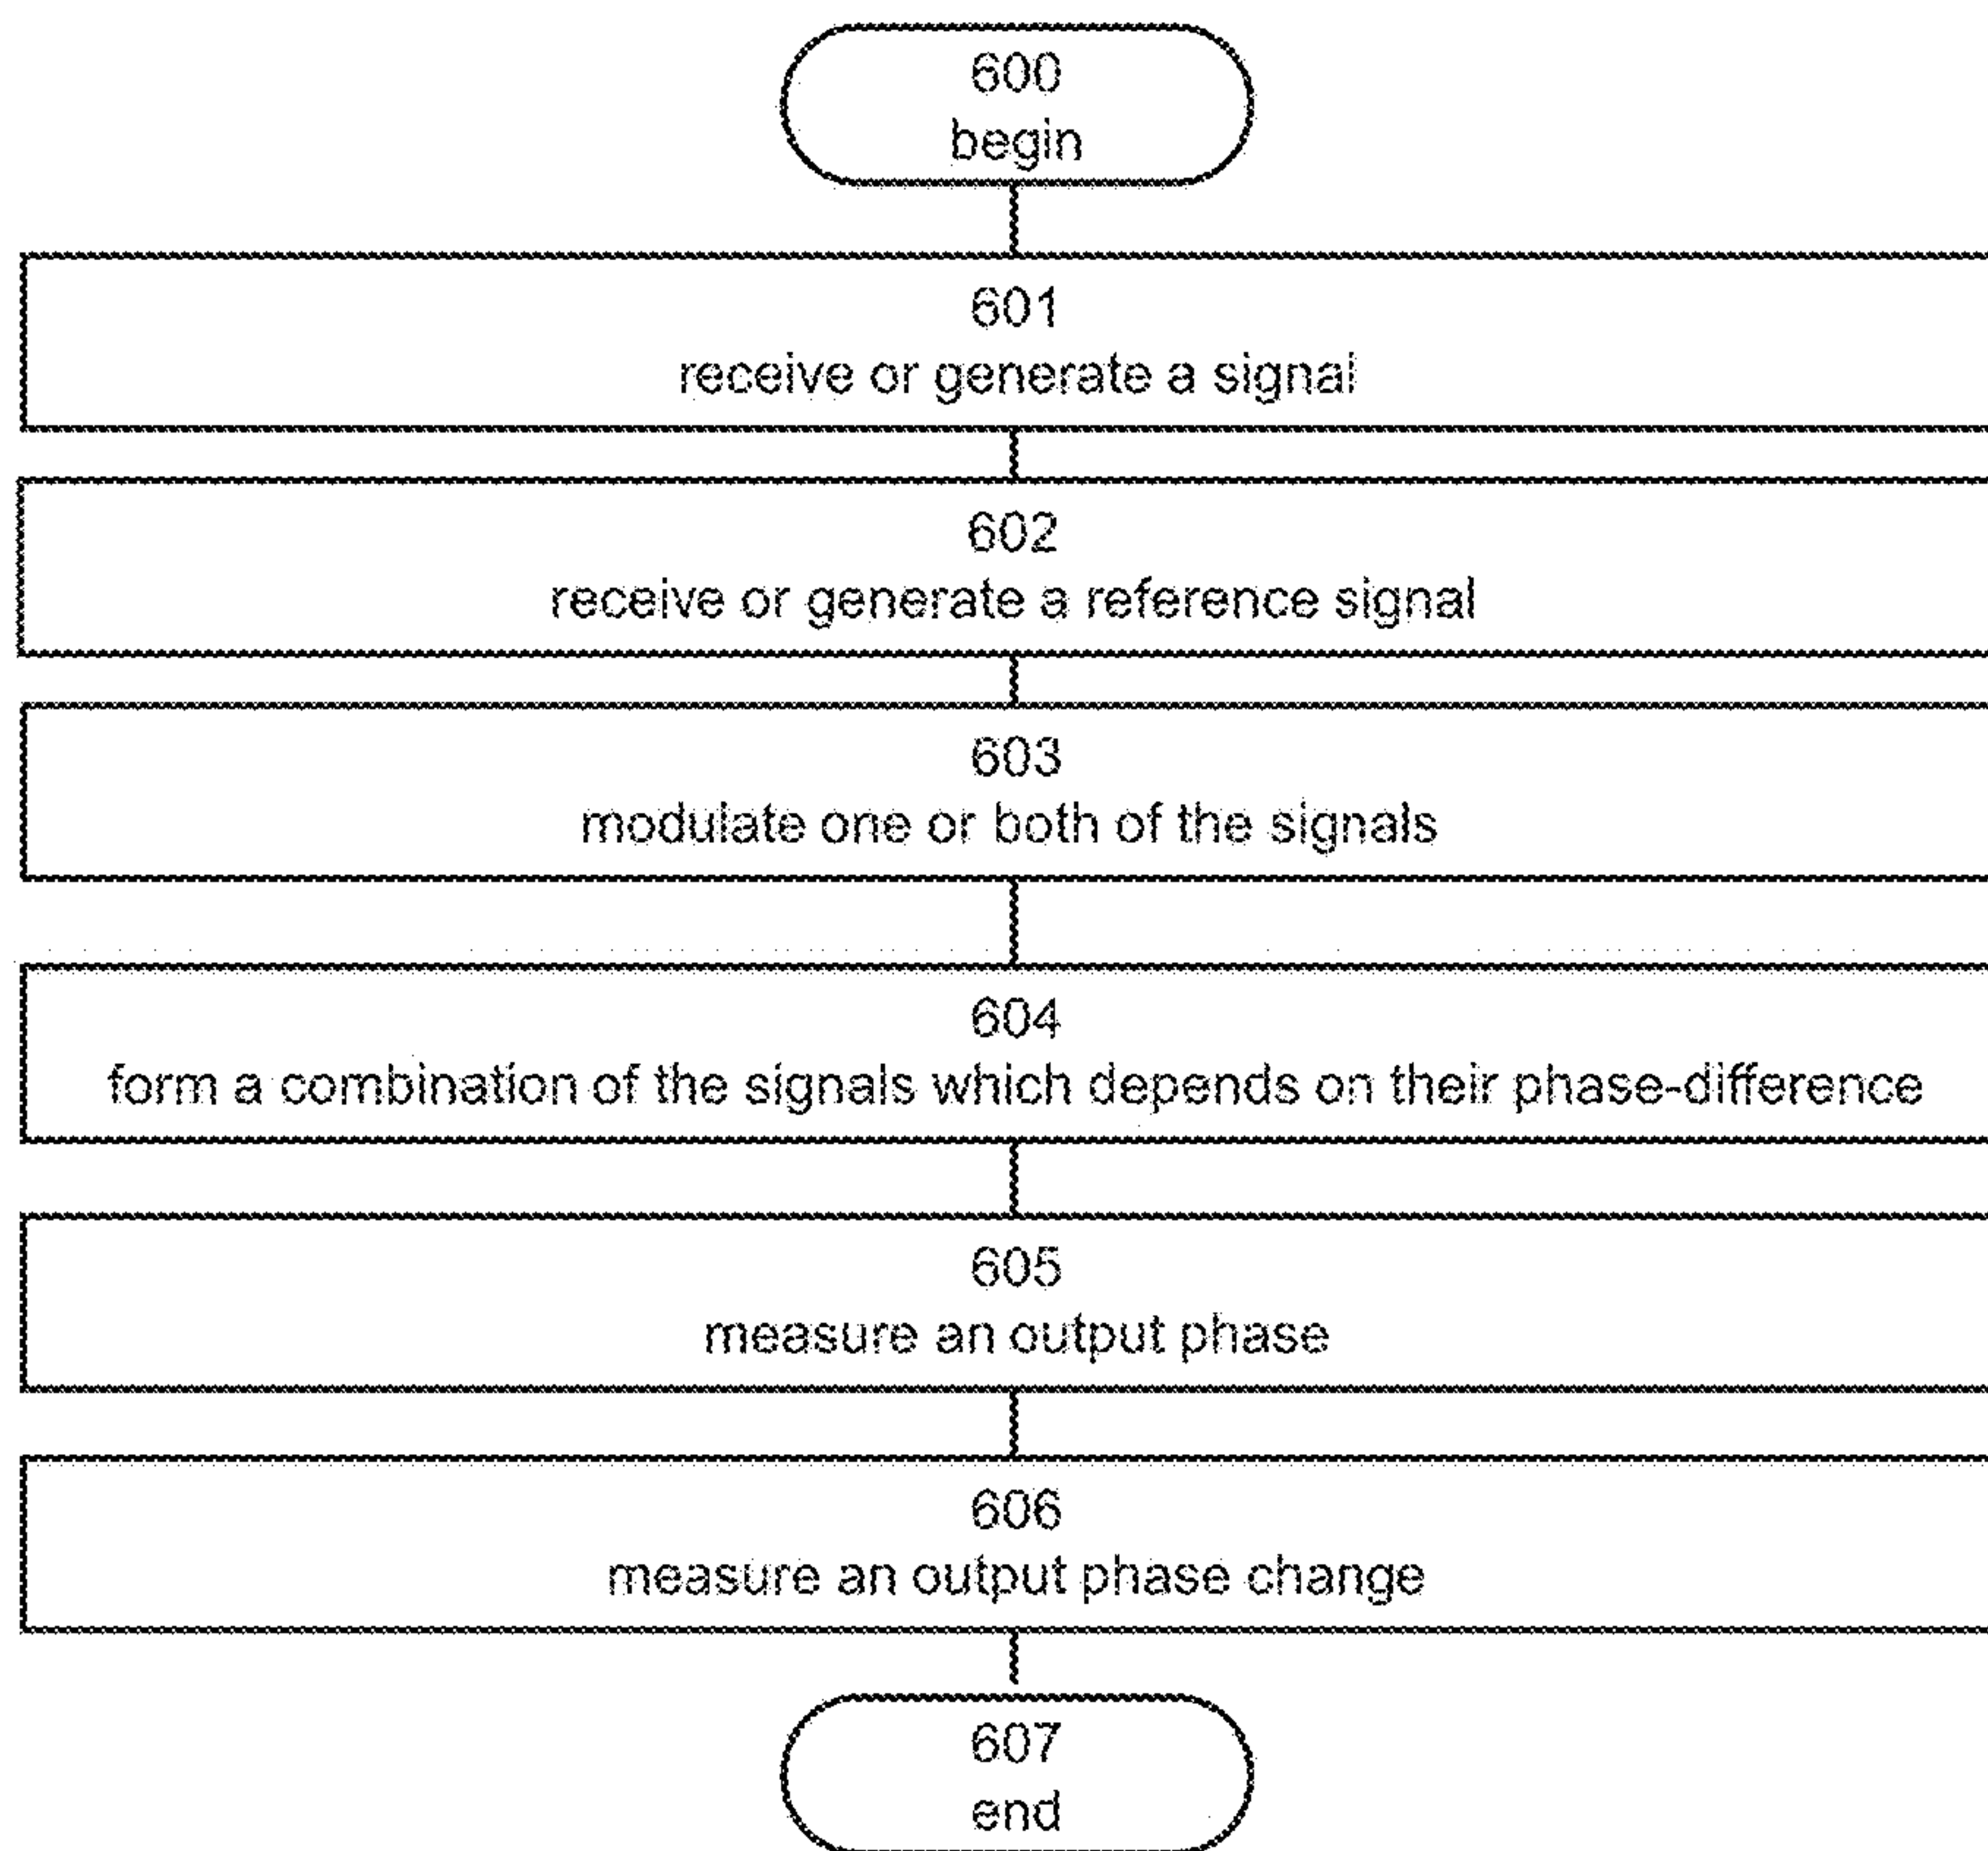 600
begin
601
receive or generate a signal
602
receive or generate a reference signal
603
modulate one or both of the signals
604
form a combination of the signals which depends on their phase-difference
605
measure an output phase
606
measure an output phase change
607
end